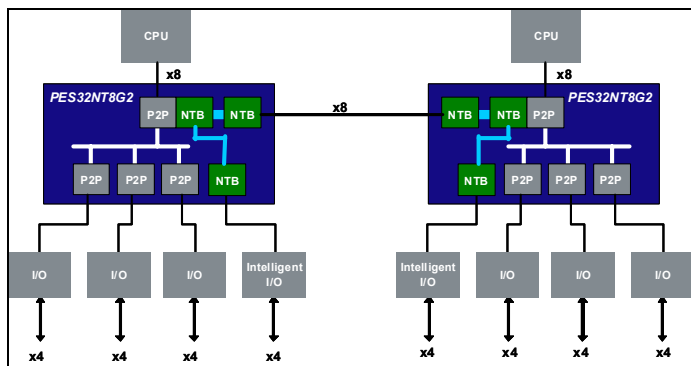 CPU
CPU
x8
x8
PES32NT8G2
PES32NT8G2
x8
P2P
NTB
NTB
NTB
NTB
P2P
P2P
P2P
P2P
NTB
NTB
P2P
P2P
P2P
I/O
I/O
I/O
Intelligent
I/O
Intelligent
I/O
I/O
I/O
I/O
x4
x4
x4
x4
x4
x4
x4
x4